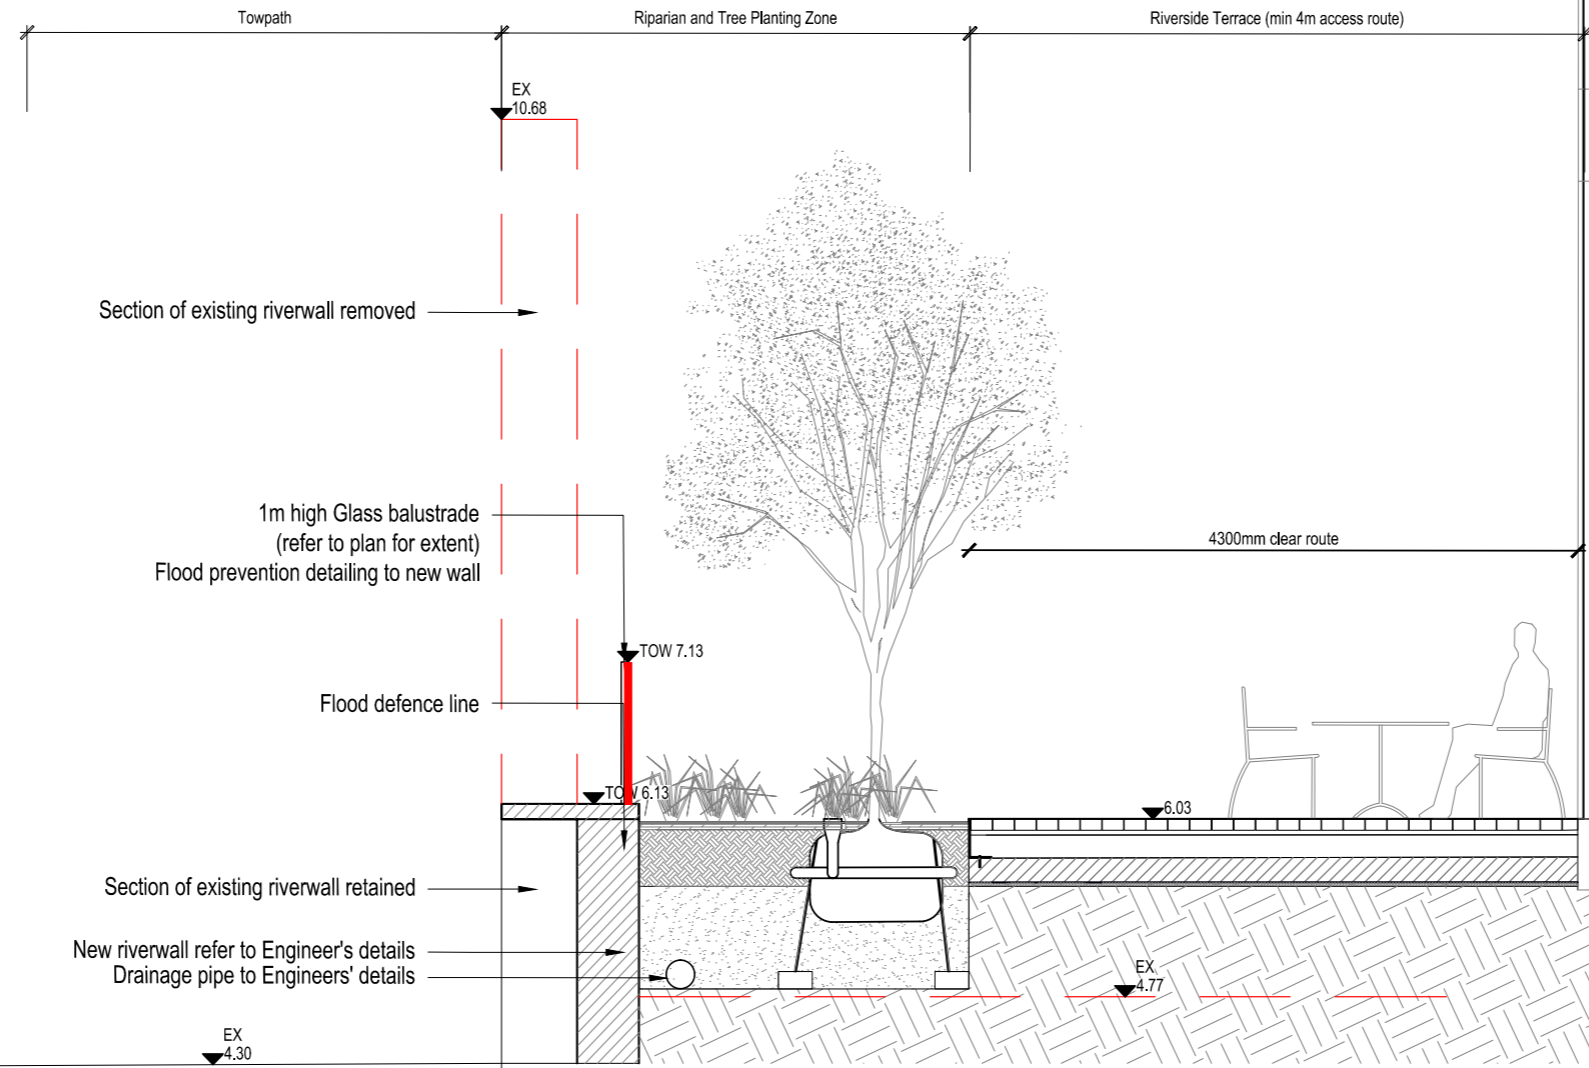 Towpath
Riparian and Tree Planting Zone
Riverside Terrace (min 4m access route)
EX
10.68
Section of existing riverwall removed
1m high Glass balustrade
(refer to plan for extent)
Flood prevention detailing to new wall
4300mm clear route
TOW 7.13
Flood defence line
TOW 6.13
6.03
Section of existing riverwall retained
New riverwall refer to Engineer's details
Drainage pipe to Engineers' details
EX
4.77
EX
4.30